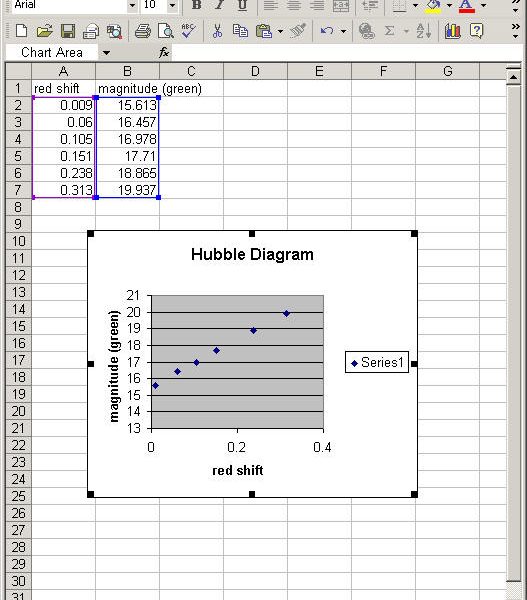 Arial 10 B I U
Chart Area fx
A B C D E F G
1 red shift magnitude (green)
2 0.009 15.613
3 0.06 16.457
4 0.105 16.978
5 0.151 17.71
6 0.238 18.865
7 0.313 19.937
8
9
10
11
12
13
14
15
16
17
18
19
20
21
22
23
24
25
26
27
28
29
30
31
Hubble Diagram
magnitude (green)
21
20
19
18
17
16
15
14
13
0 0.2 0.4
red shift
Series1